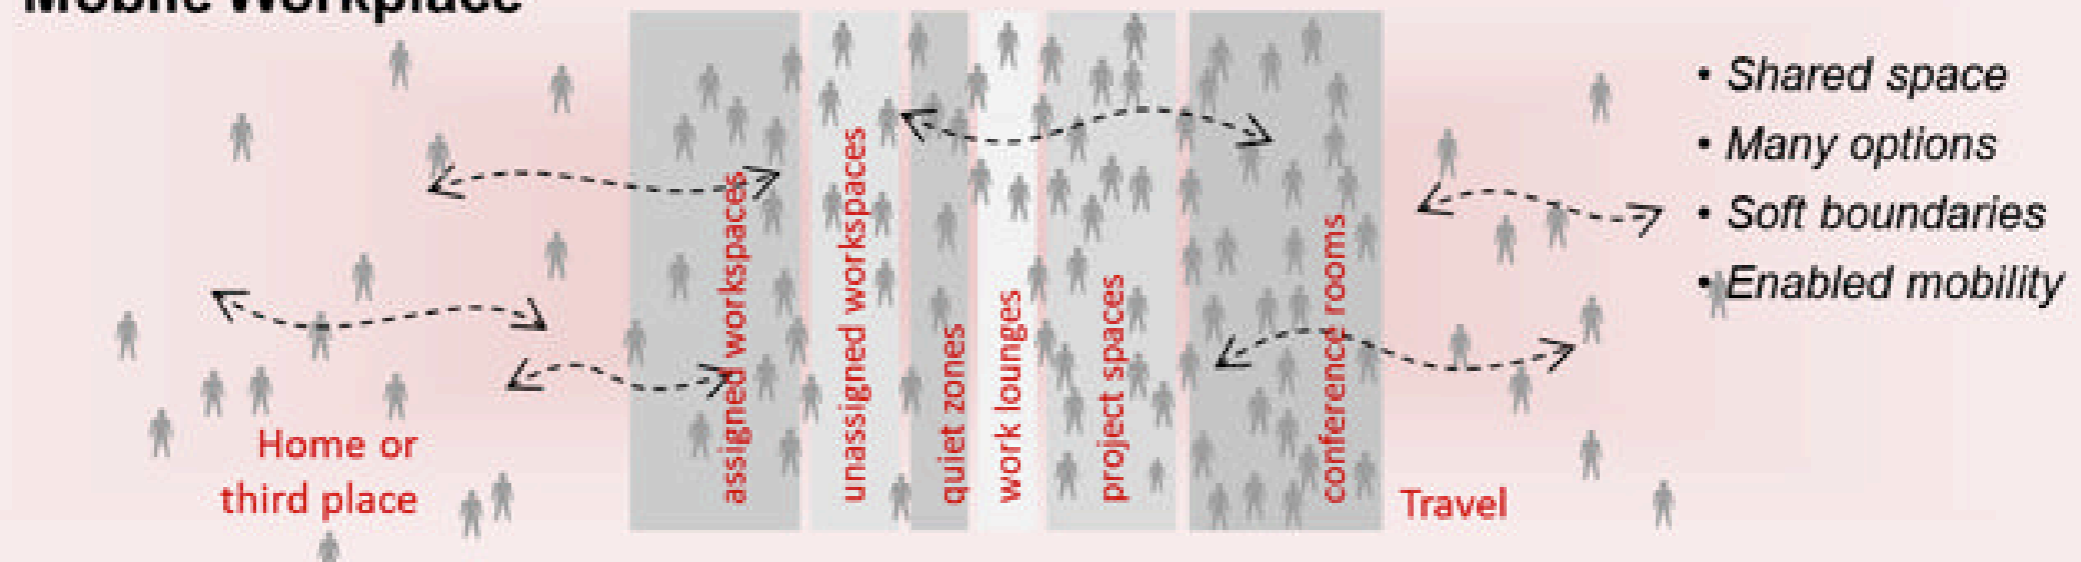 Mobile Workplace
• Shared space
• Many options
• Soft boundaries
• Enabled mobility
assigned workspaces
unassigned workspaces
quiet zones
work lounges
project spaces
conference rooms
Home or
third place
Travel